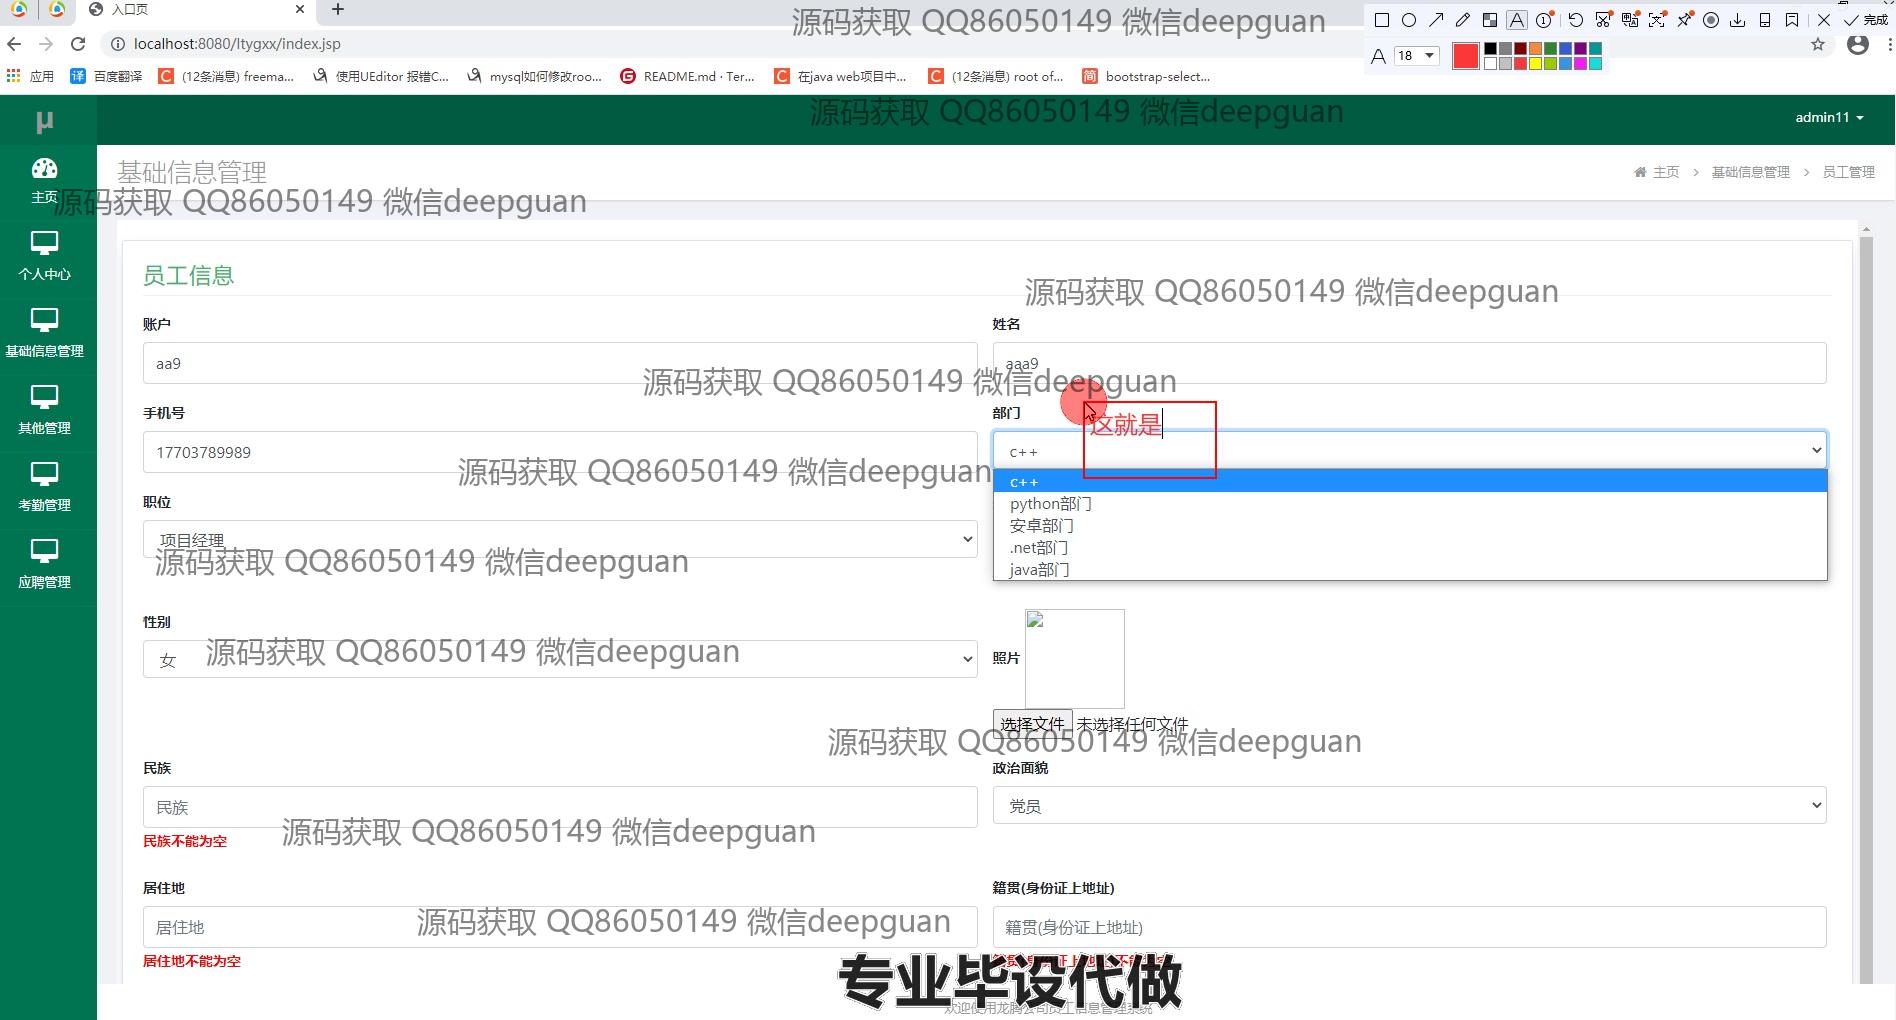 入口页
源码获取 QQ86050149 微信deepguan
完成
localhost:8080/ltygxx/index.jsp
A 18
应用
译 百度翻译
C (12条消息) freema...
使用UEditor 报错C...
mysql如何修改roo...
G README.md · Ter...
C 在java web项目中...
C (12条消息) root of...
简 bootstrap-select...
μ
源码获取 QQ86050149 微信deepguan
admin11
主页
个人中心
基础信息管理
其他管理
考勤管理
应聘管理
基础信息管理
主页 > 基础信息管理 > 员工管理
源码获取 QQ86050149 微信deepguan
员工信息
源码获取 QQ86050149 微信deepguan
账户
姓名
aa9
aaa9
源码获取 QQ86050149 微信deepguan
手机号
部门
这就是
17703789989
c++
源码获取 QQ86050149 微信deepguan
c++
python部门
安卓部门
.net部门
java部门
职位
项目经理
源码获取 QQ86050149 微信deepguan
性别
女
源码获取 QQ86050149 微信deepguan
照片
选择文件 未选择任何文件
源码获取 QQ86050149 微信deepguan
民族
政治面貌
民族
党员
民族不能为空
源码获取 QQ86050149 微信deepguan
居住地
籍贯(身份证上地址)
居住地
籍贯(身份证上地址)
源码获取 QQ86050149 微信deepguan
居住地不能为空
专业毕设代做
欢迎使用龙腾公司员工信息管理系统